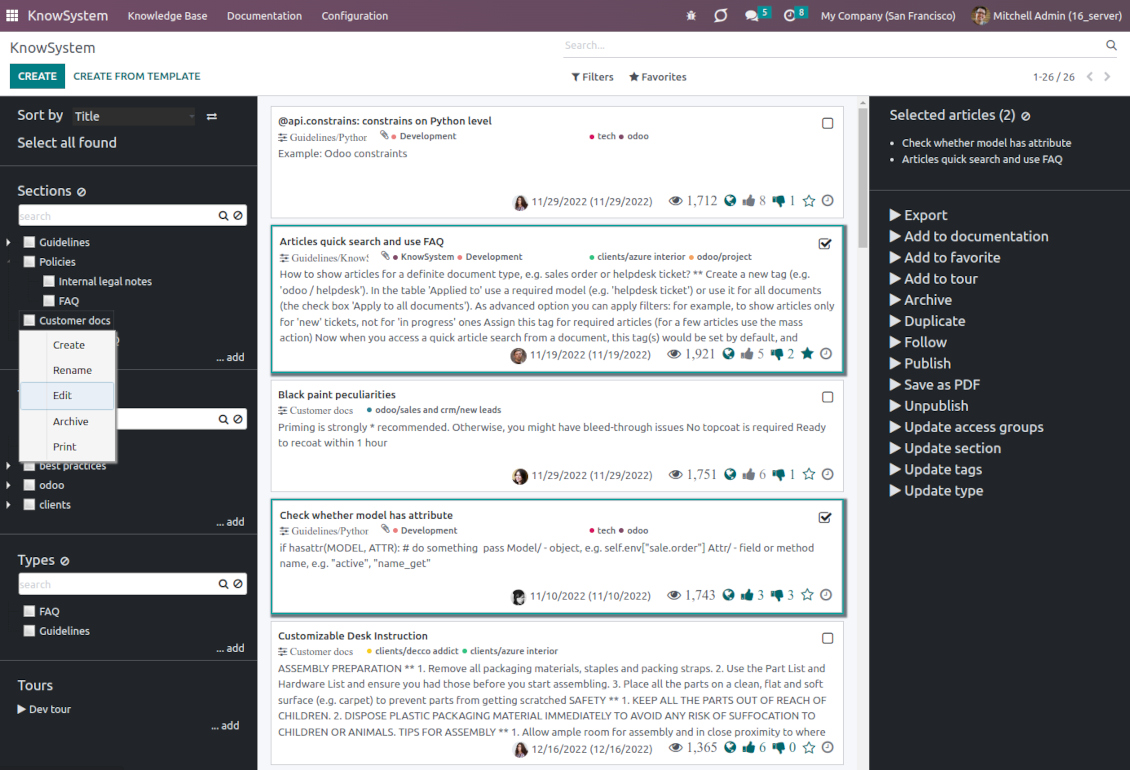 KnowSystem Knowledge Base Documentation Configuration 5 8 My Company (San Francisco) Mitchell Admin (16_server)
KnowSystem
Search...
CREATE CREATE FROM TEMPLATE
Filters Favorites
1-26 / 26
Sort by Title
Select all found
Sections
search
Guidelines
Policies
Internal legal notes
FAQ
Customer docs
Create
Rename
Edit
Archive
Print
... add
best practices
odoo
clients
... add
Types
search
FAQ
Guidelines
... add
Tours
Dev tour
... add
@api.constrains: constrains on Python level
Guidelines/Python Development tech odoo
Example: Odoo constraints
11/29/2022 (11/29/2022) 1,712 8 1
Articles quick search and use FAQ
Guidelines/Know KnowSystem Development clients/azure interior odoo/project
How to show articles for a definite document type, e.g. sales order or helpdesk ticket? ** Create a new tag (e.g.
'odoo / helpdesk'). In the table 'Applied to' use a required model (e.g. 'helpdesk ticket') or use it for all documents
(the check box 'Apply to all documents'). As advanced option you can apply filters: for example, to show articles only
for 'new' tickets, not for 'in progress' ones Assign this tag for required articles (for a few articles use the mass
action) Now when you access a quick article search from a document, this tag(s) would be set by default, and
11/19/2022 (11/19/2022) 1,921 5 2
Black paint peculiarities
Customer docs odoo/sales and crm/new leads
Priming is strongly * recommended. Otherwise, you might have bleed-through issues No topcoat is required Ready
to recoat within 1 hour
11/29/2022 (11/29/2022) 1,751 6 1
Check whether model has attribute
Guidelines/Python Development tech odoo
if hasattr(MODEL, ATTR): # do something pass Model/ - object, e.g. self.env["sale.order"] Attr/ - field or method
name, e.g. "active", "name_get"
11/10/2022 (11/10/2022) 1,743 3 3
Customizable Desk Instruction
Customer docs clients/decco addict clients/azure interior
ASSEMBLY PREPARATION ** 1. Remove all packaging materials, staples and packing straps. 2. Use the Part List and
Hardware List and ensure you had those before you start assembling. 3. Place all the parts on a clean, flat and soft
surface (e.g. carpet) to prevent parts from getting scratched SAFETY ** 1. KEEP ALL THE PARTS OUT OF REACH OF
CHILDREN. 2. DISPOSE PLASTIC PACKAGING MATERIAL IMMEDIATELY TO AVOID ANY RISK OF SUFFOCATION TO
CHILDREN OR ANIMALS. TIPS FOR ASSEMBLY ** 1. Allow ample room for assembly and in close proximity to where
12/16/2022 (12/16/2022) 1,365 6 0
Selected articles (2)
Check whether model has attribute
Articles quick search and use FAQ
Export
Add to documentation
Add to favorite
Add to tour
Archive
Duplicate
Follow
Publish
Save as PDF
Unpublish
Update access groups
Update section
Update tags
Update type